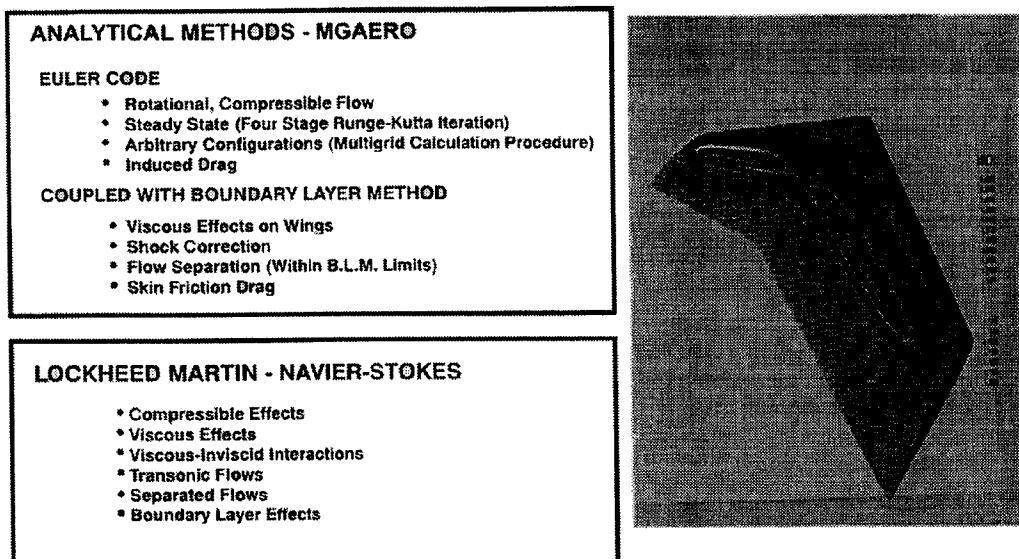 ANALYTICAL METHODS - MGAERO
EULER CODE
* Rotational, Compressible Flow
* Steady State (Four Stage Runge-Kutta Iteration)
* Arbitrary Configurations (Multigrid Calculation Procedure)
* Induced Drag
COUPLED WITH BOUNDARY LAYER METHOD
* Viscous Effects on Wings
* Shock Correction
* Flow Separation (Within B.L.M. Limits)
* Skin Friction Drag
LOCKHEED MARTIN - NAVIER-STOKES
* Compressible Effects
* Viscous Effects
* Viscous-Inviscid Interactions
* Transonic Flows
* Separated Flows
* Boundary Layer Effects